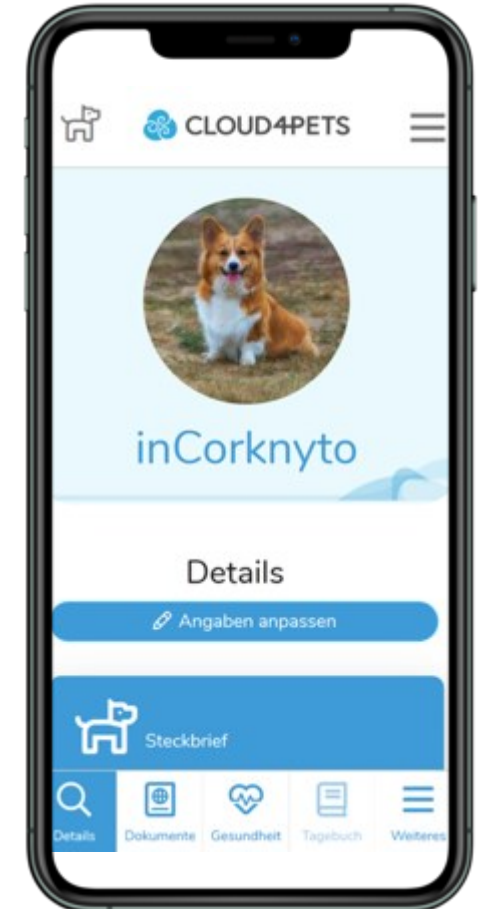 CLOUD4PETS
inCorknyto
Details
Angaben anpassen
Steckbrief
Details Dokumente Gesundheit Tagebuch Weiteres